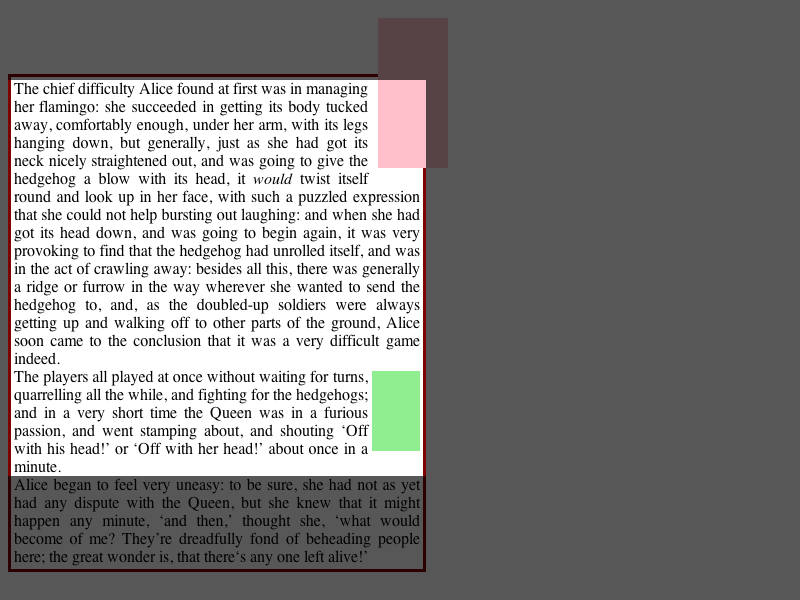 The chief difficulty Alice found at first was in managing
her flamingo: she succeeded in getting its body tucked
away, comfortably enough, under her arm, with its legs
hanging down, but generally, just as she had got its
neck nicely straightened out, and was going to give the
hedgehog a blow with its head, it would twist itself
round and look up in her face, with such a puzzled expression
that she could not help bursting out laughing: and when she had
got its head down, and was going to begin again, it was very
provoking to find that the hedgehog had unrolled itself, and was
in the act of crawling away: besides all this, there was generally
a ridge or furrow in the way wherever she wanted to send the
hedgehog to, and, as the doubled-up soldiers were always
getting up and walking off to other parts of the ground, Alice
soon came to the conclusion that it was a very difficult game
indeed.
The players all played at once without waiting for turns,
quarrelling all the while, and fighting for the hedgehogs;
and in a very short time the Queen was in a furious
passion, and went stamping about, and shouting ‘Off
with his head!’ or ‘Off with her head!’ about once in a
minute.
Alice began to feel very uneasy: to be sure, she had not as yet
had any dispute with the Queen, but she knew that it might
happen any minute, ‘and then,’ thought she, ‘what would
become of me? They’re dreadfully fond of beheading people
here; the great wonder is, that there‘s any one left alive!’